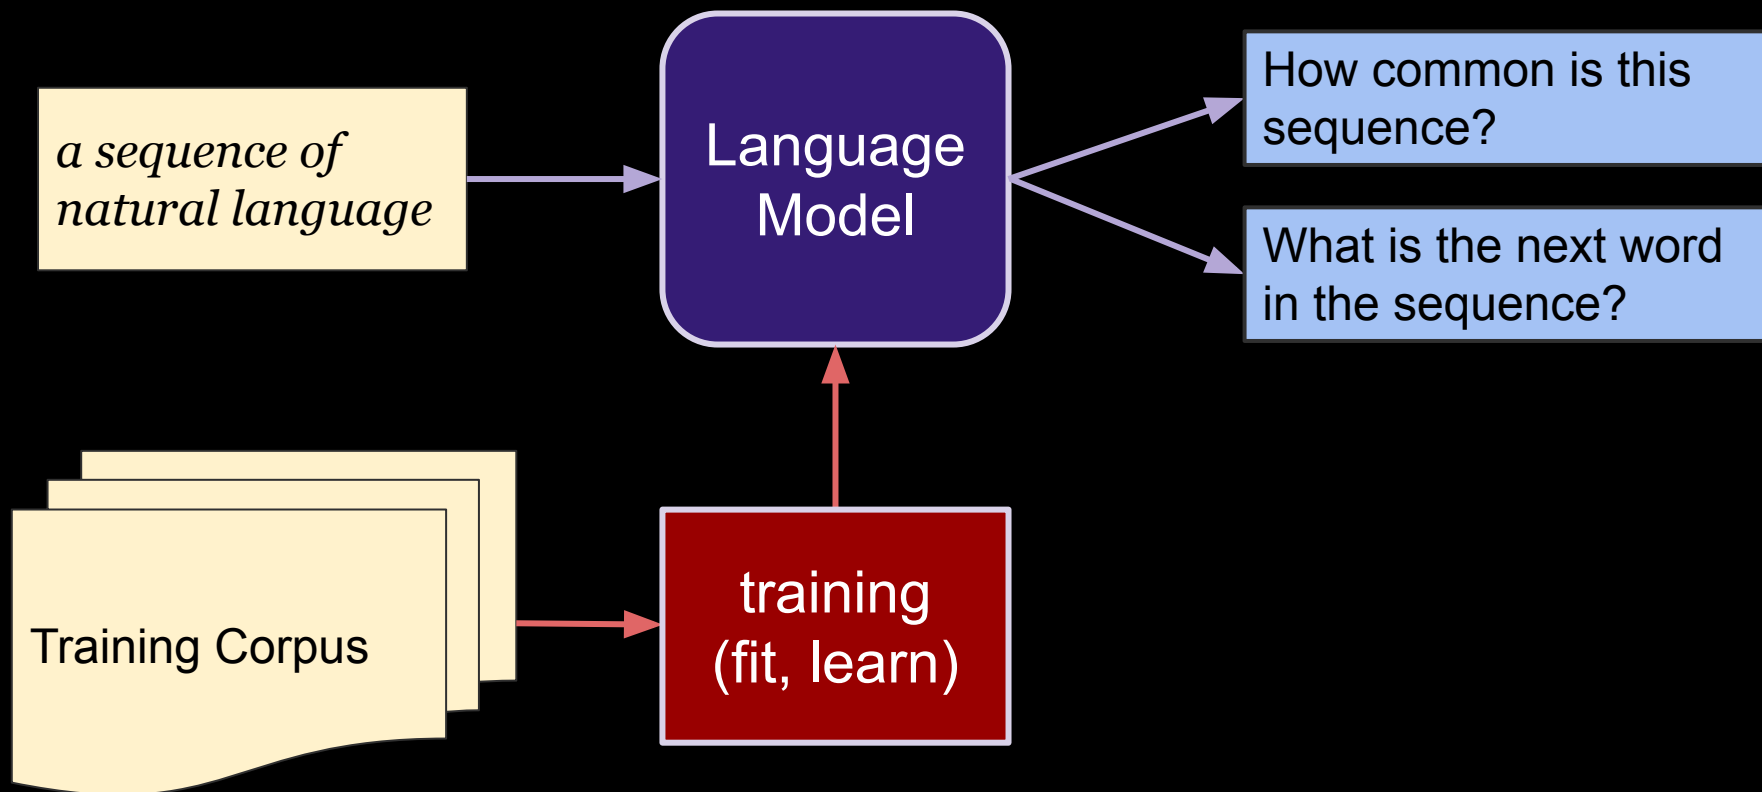 a sequence of
natural language
Language
Model
How common is this
sequence?
What is the next word
in the sequence?
Training Corpus
training
(fit, learn)